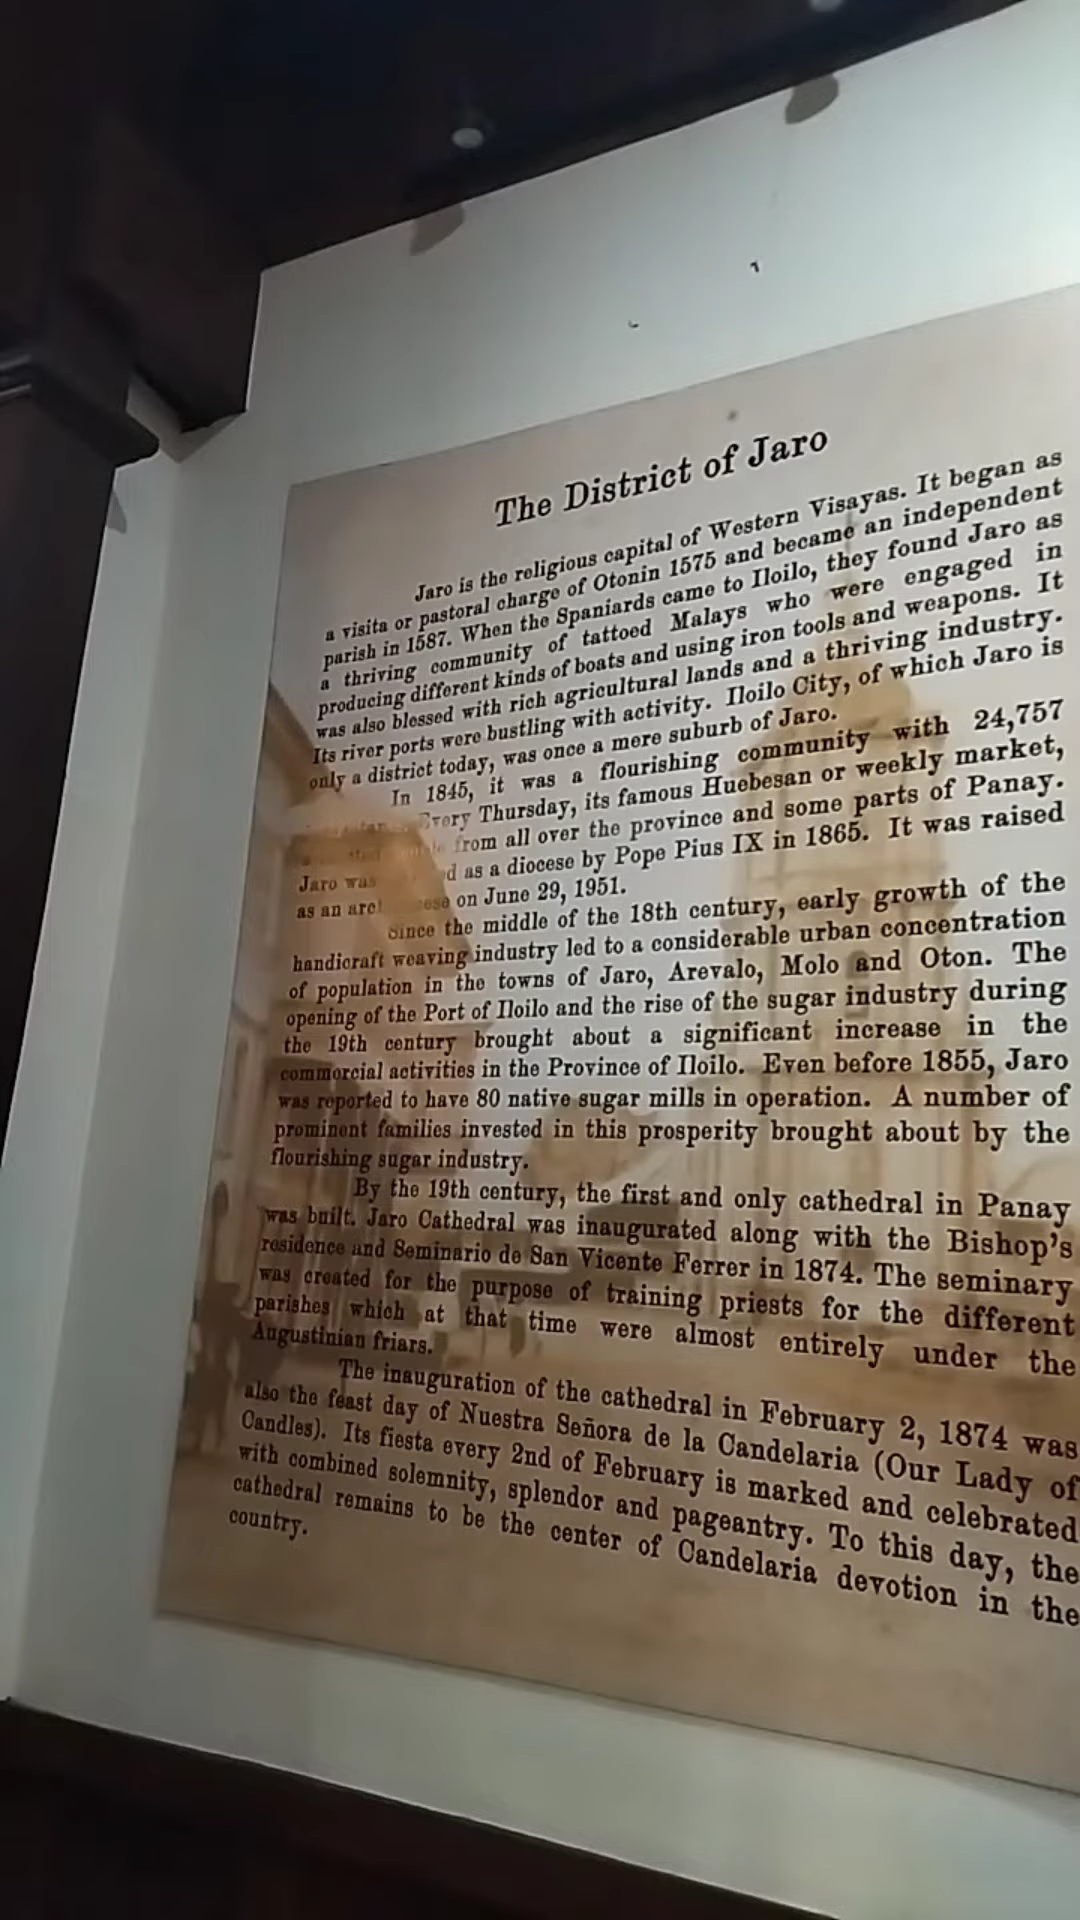 The District of Jaro
Jaro is the religious capital of Western Visayas. It began as
a visita or pastoral charge of Otonin 1575 and became an independent
parish in 1587. When the Spaniards came to Iloilo, they found Jaro as
a thriving community of tattoed Malays who were engaged in
producing different kinds of boats and using iron tools and weapons. It
was also blessed with rich agricultural lands and a thriving industry.
Its river ports were bustling with activity. Iloilo City, of which Jaro is
only a district today, was once a mere suburb of Jaro.
In 1845, it was a flourishing community with 24,757
Every Thursday, its famous Huebesan or weekly market,
from all over the province and some parts of Panay.
Jaro was as a diocese by Pope Pius IX in 1865. It was raised
as an on June 29, 1951.
Since the middle of the 18th century, early growth of the
handicraft weaving industry led to a considerable urban concentration
of population in the towns of Jaro, Arevalo, Molo and Oton. The
opening of the Port of Iloilo and the rise of the sugar industry during
the 19th century brought about a significant increase in the
commercial activities in the Province of Iloilo. Even before 1855, Jaro
was reported to have 80 native sugar mills in operation. A number of
prominent families invested in this prosperity brought about by the
flourishing sugar industry.
By the 19th century, the first and only cathedral in Panay
was built. Jaro Cathedral was inaugurated along with the Bishop's
residence and Seminario de San Vicente Ferrer in 1874. The seminary
was created for the purpose of training priests for the different
parishes which at that time were almost entirely under the
Augustinian friars.
The inauguration of the cathedral in February 2, 1874 was
also the feast day of Nuestra Señora de la Candelaria (Our Lady of
Candles). Its fiesta every 2nd of February is marked and celebrated
with combined solemnity, splendor and pageantry. To this day, the
cathedral remains to be the center of Candelaria devotion in the
country.